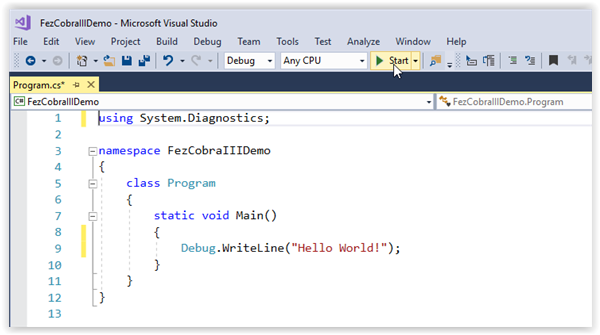 FezCobraIIIDemo - Microsoft Visual Studio
File Edit View Project Build Debug Team Tools Test Analyze Window Help
Debug Any CPU Start
Program.cs*
C# FezCobraIIIDemo FezCobraIIIDemo.Program
1 using System.Diagnostics;
2
3 namespace FezCobraIIIDemo
4 {
5 class Program
6 {
7 static void Main()
8 {
9 Debug.WriteLine("Hello World!");
10 }
11 }
12 }
13